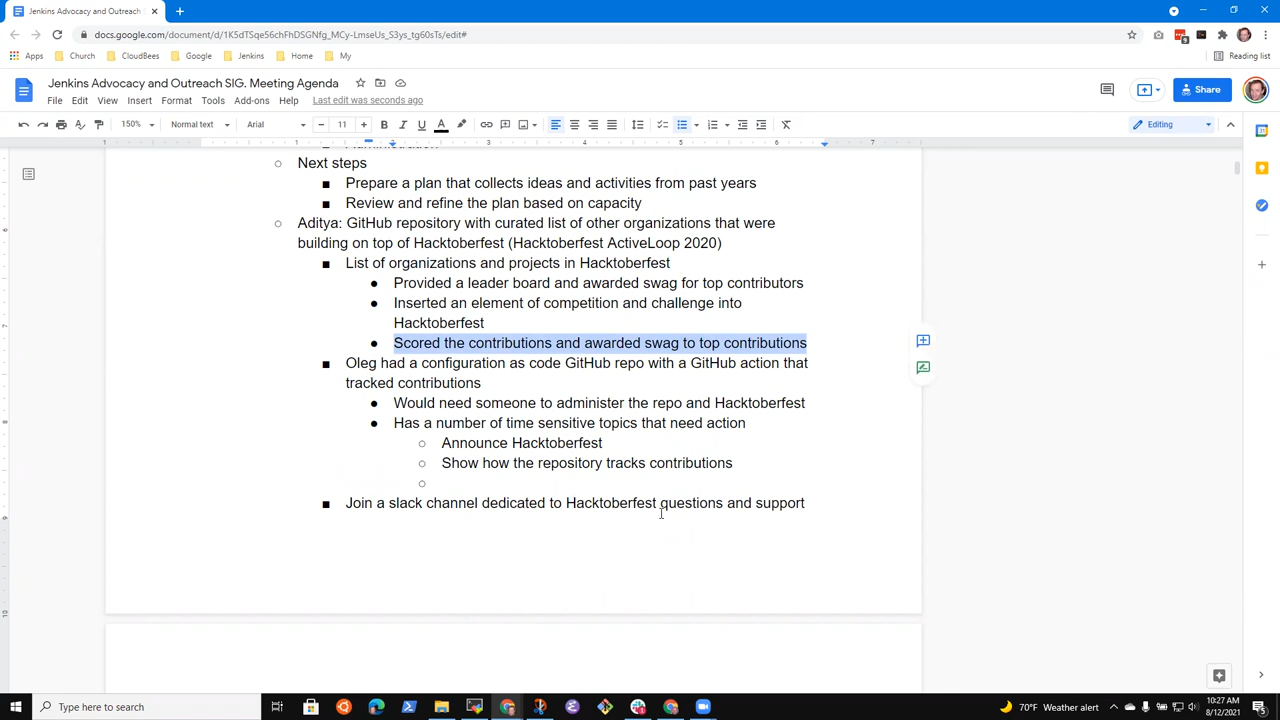 Jenkins Advocacy and Outreach
docs.google.com/document/d/1K5dTSqe56chFhDSGNfg_MCy-LmseUs_S3ys_tg60sTs/edit#
Apps Church CloudBees Google Jenkins Home My Reading list
Jenkins Advocacy and Outreach SIG. Meeting Agenda
File Edit View Insert Format Tools Add-ons Help Last edit was seconds ago
Share
150% Normal text Arial 11 Editing
1 2 3 4 5 6 7
○ Next steps
■ Prepare a plan that collects ideas and activities from past years
■ Review and refine the plan based on capacity
○ Aditya: GitHub repository with curated list of other organizations that were
building on top of Hacktoberfest (Hacktoberfest ActiveLoop 2020)
■ List of organizations and projects in Hacktoberfest
● Provided a leader board and awarded swag for top contributors
● Inserted an element of competition and challenge into
Hacktoberfest
● Scored the contributions and awarded swag to top contributions
■ Oleg had a configuration as code GitHub repo with a GitHub action that
tracked contributions
● Would need someone to administer the repo and Hacktoberfest
● Has a number of time sensitive topics that need action
○ Announce Hacktoberfest
○ Show how the repository tracks contributions
○
■ Join a slack channel dedicated to Hacktoberfest questions and support
Type here to search
70°F Weather alert
10:27 AM
8/12/2021